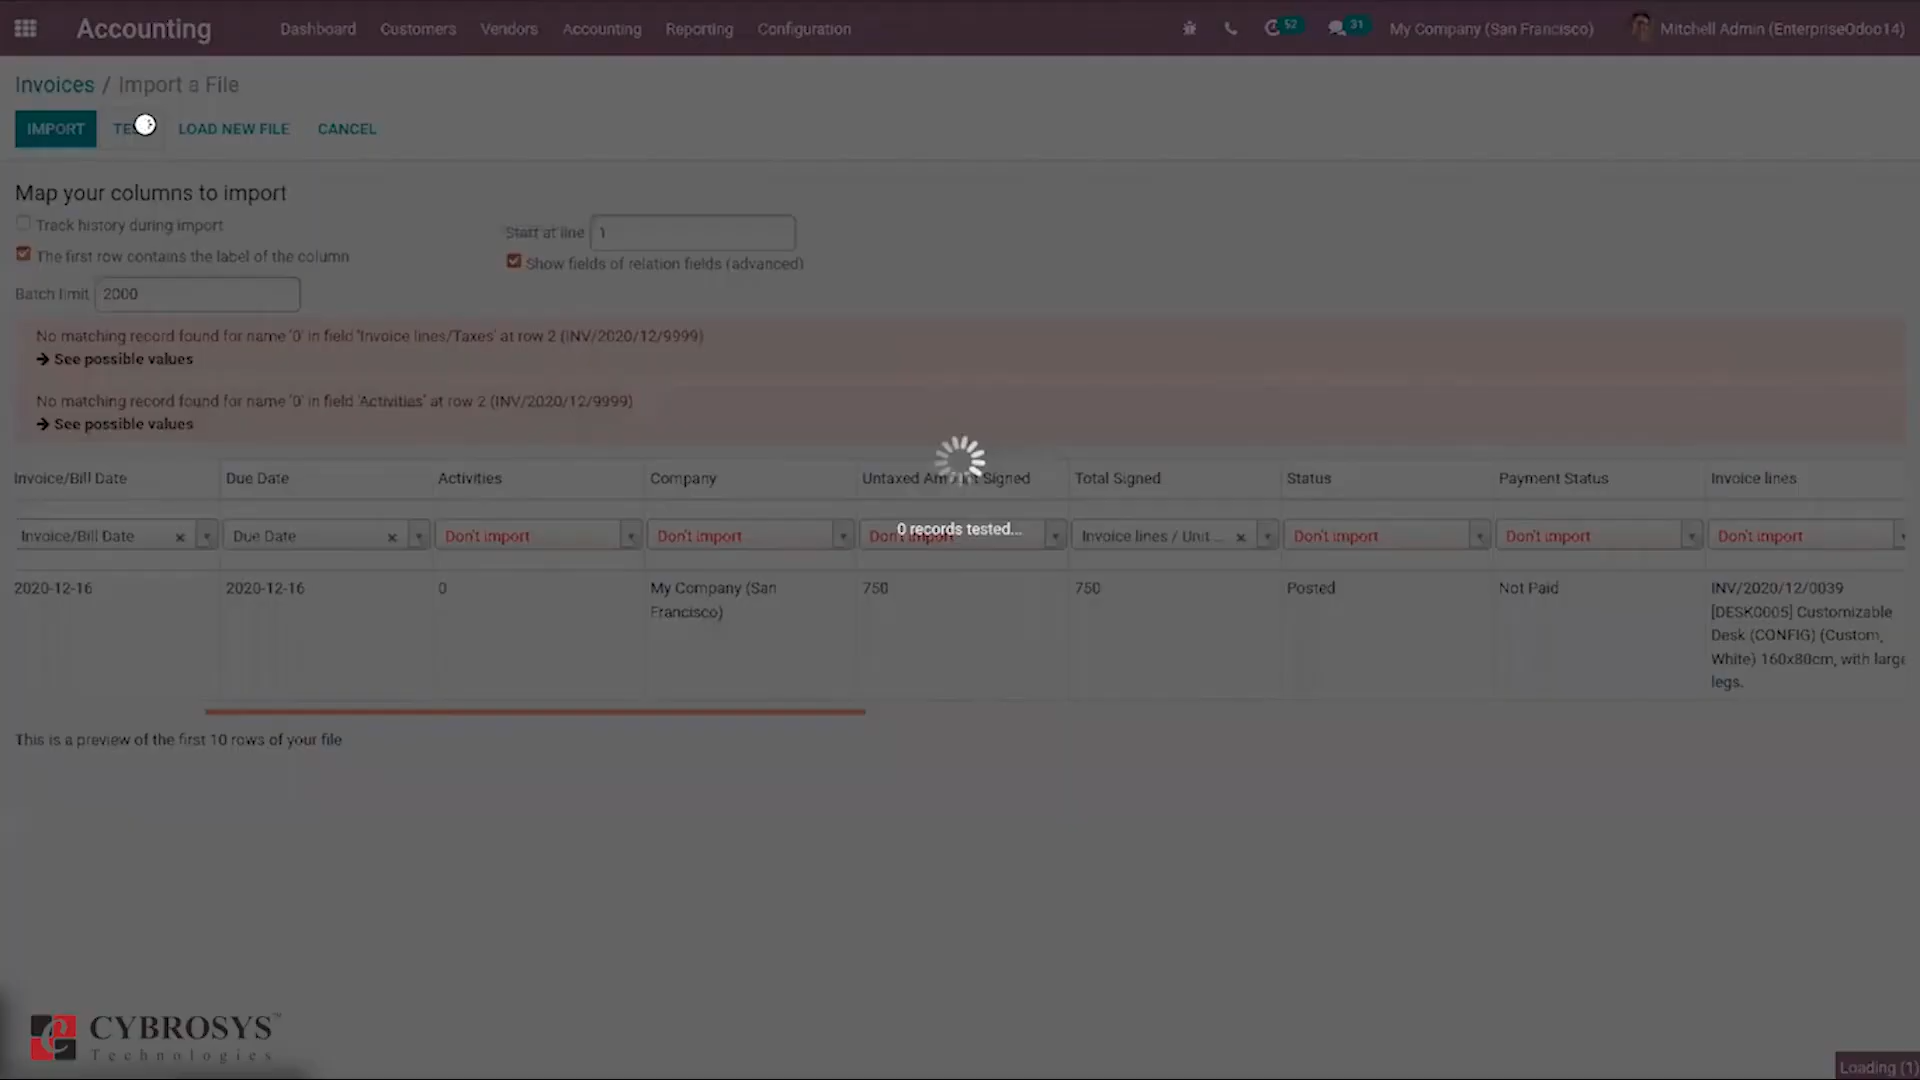 Accounting
Dashboard
Customers
Vendors
Accounting
Reporting
Configuration
52
31
My Company (San Francisco)
Mitchell Admin (EnterpriseOdoo14)
Invoices / Import a File
IMPORT
LOAD NEW FILE
CANCEL
Map your columns to import
Track history during import
Start at line 1
The first row contains the label of the column
Show fields of relation fields (advanced)
Batch limit 2000
No matching record found for name '0' in field 'Invoice lines/Taxes' at row 2 (INV/2020/12/9999)
See possible values
No matching record found for name '0' in field 'Activities' at row 2 (INV/2020/12/9999)
See possible values
Invoice/Bill Date
Due Date
Activities
Company
Untaxed Amount Signed
Total Signed
Status
Payment Status
Invoice lines
0 records tested...
Invoice/Bill Date
Due Date
Don't import
Don't import
Don't import
Invoice lines / Unit ...
Don't import
Don't import
Don't import
2020-12-16
2020-12-16
0
My Company (San
Francisco)
750
750
Posted
Not Paid
INV/2020/12/0039
[DESK0005] Customizable
Desk (CONFIG) (Custom,
White) 160x80cm, with large
legs.
This is a preview of the first 10 rows of your file
CYBROSYS™
Technologies
Loading (1)